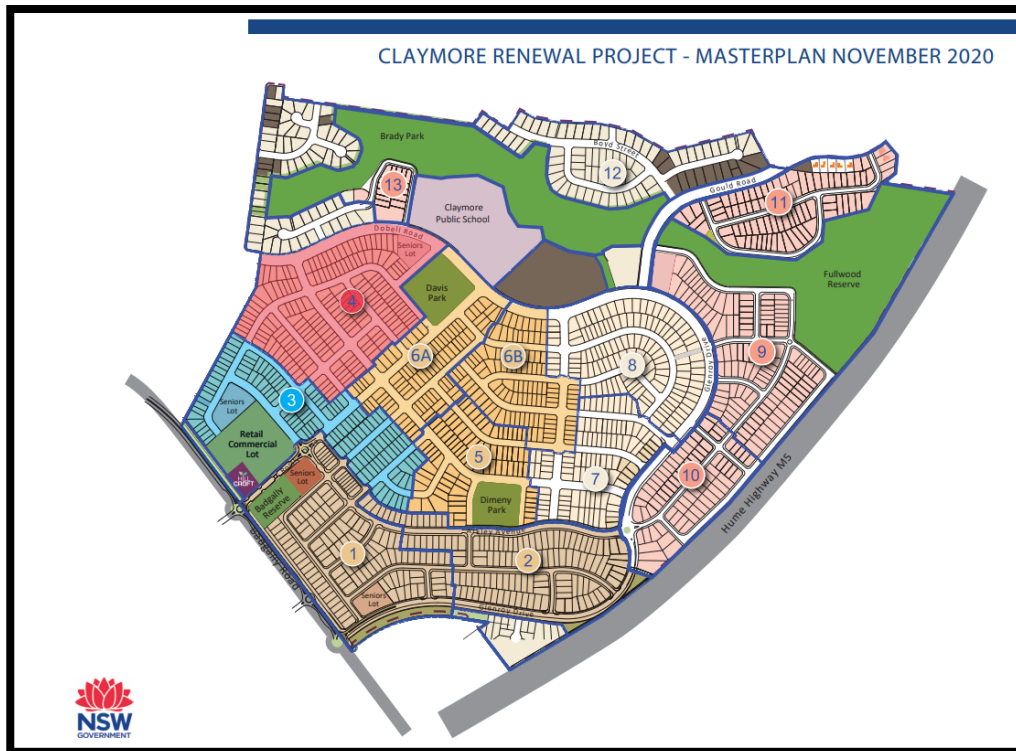 CLAYMORE RENEWAL PROJECT - MASTERPLAN NOVEMBER 2020
Brady Park
Boyd Street
12
13
Gould Road
11
Claymore
Public School
Dobell Road
Seniors
Lot
Fullwood
Reserve
Davis
Park
4
6A
6B
8
Glenroy Drive
9
3
Seniors
Lot
Retail
Commercial
Lot
5
Seniors
Lot
10
7
HILL
CROFT
Badgally
Reserve
Dimeny
Park
Hume Highway M5
1
2
Badgally Road
Seniors
Lot
Glenroy Drive
NSW
GOVERNMENT